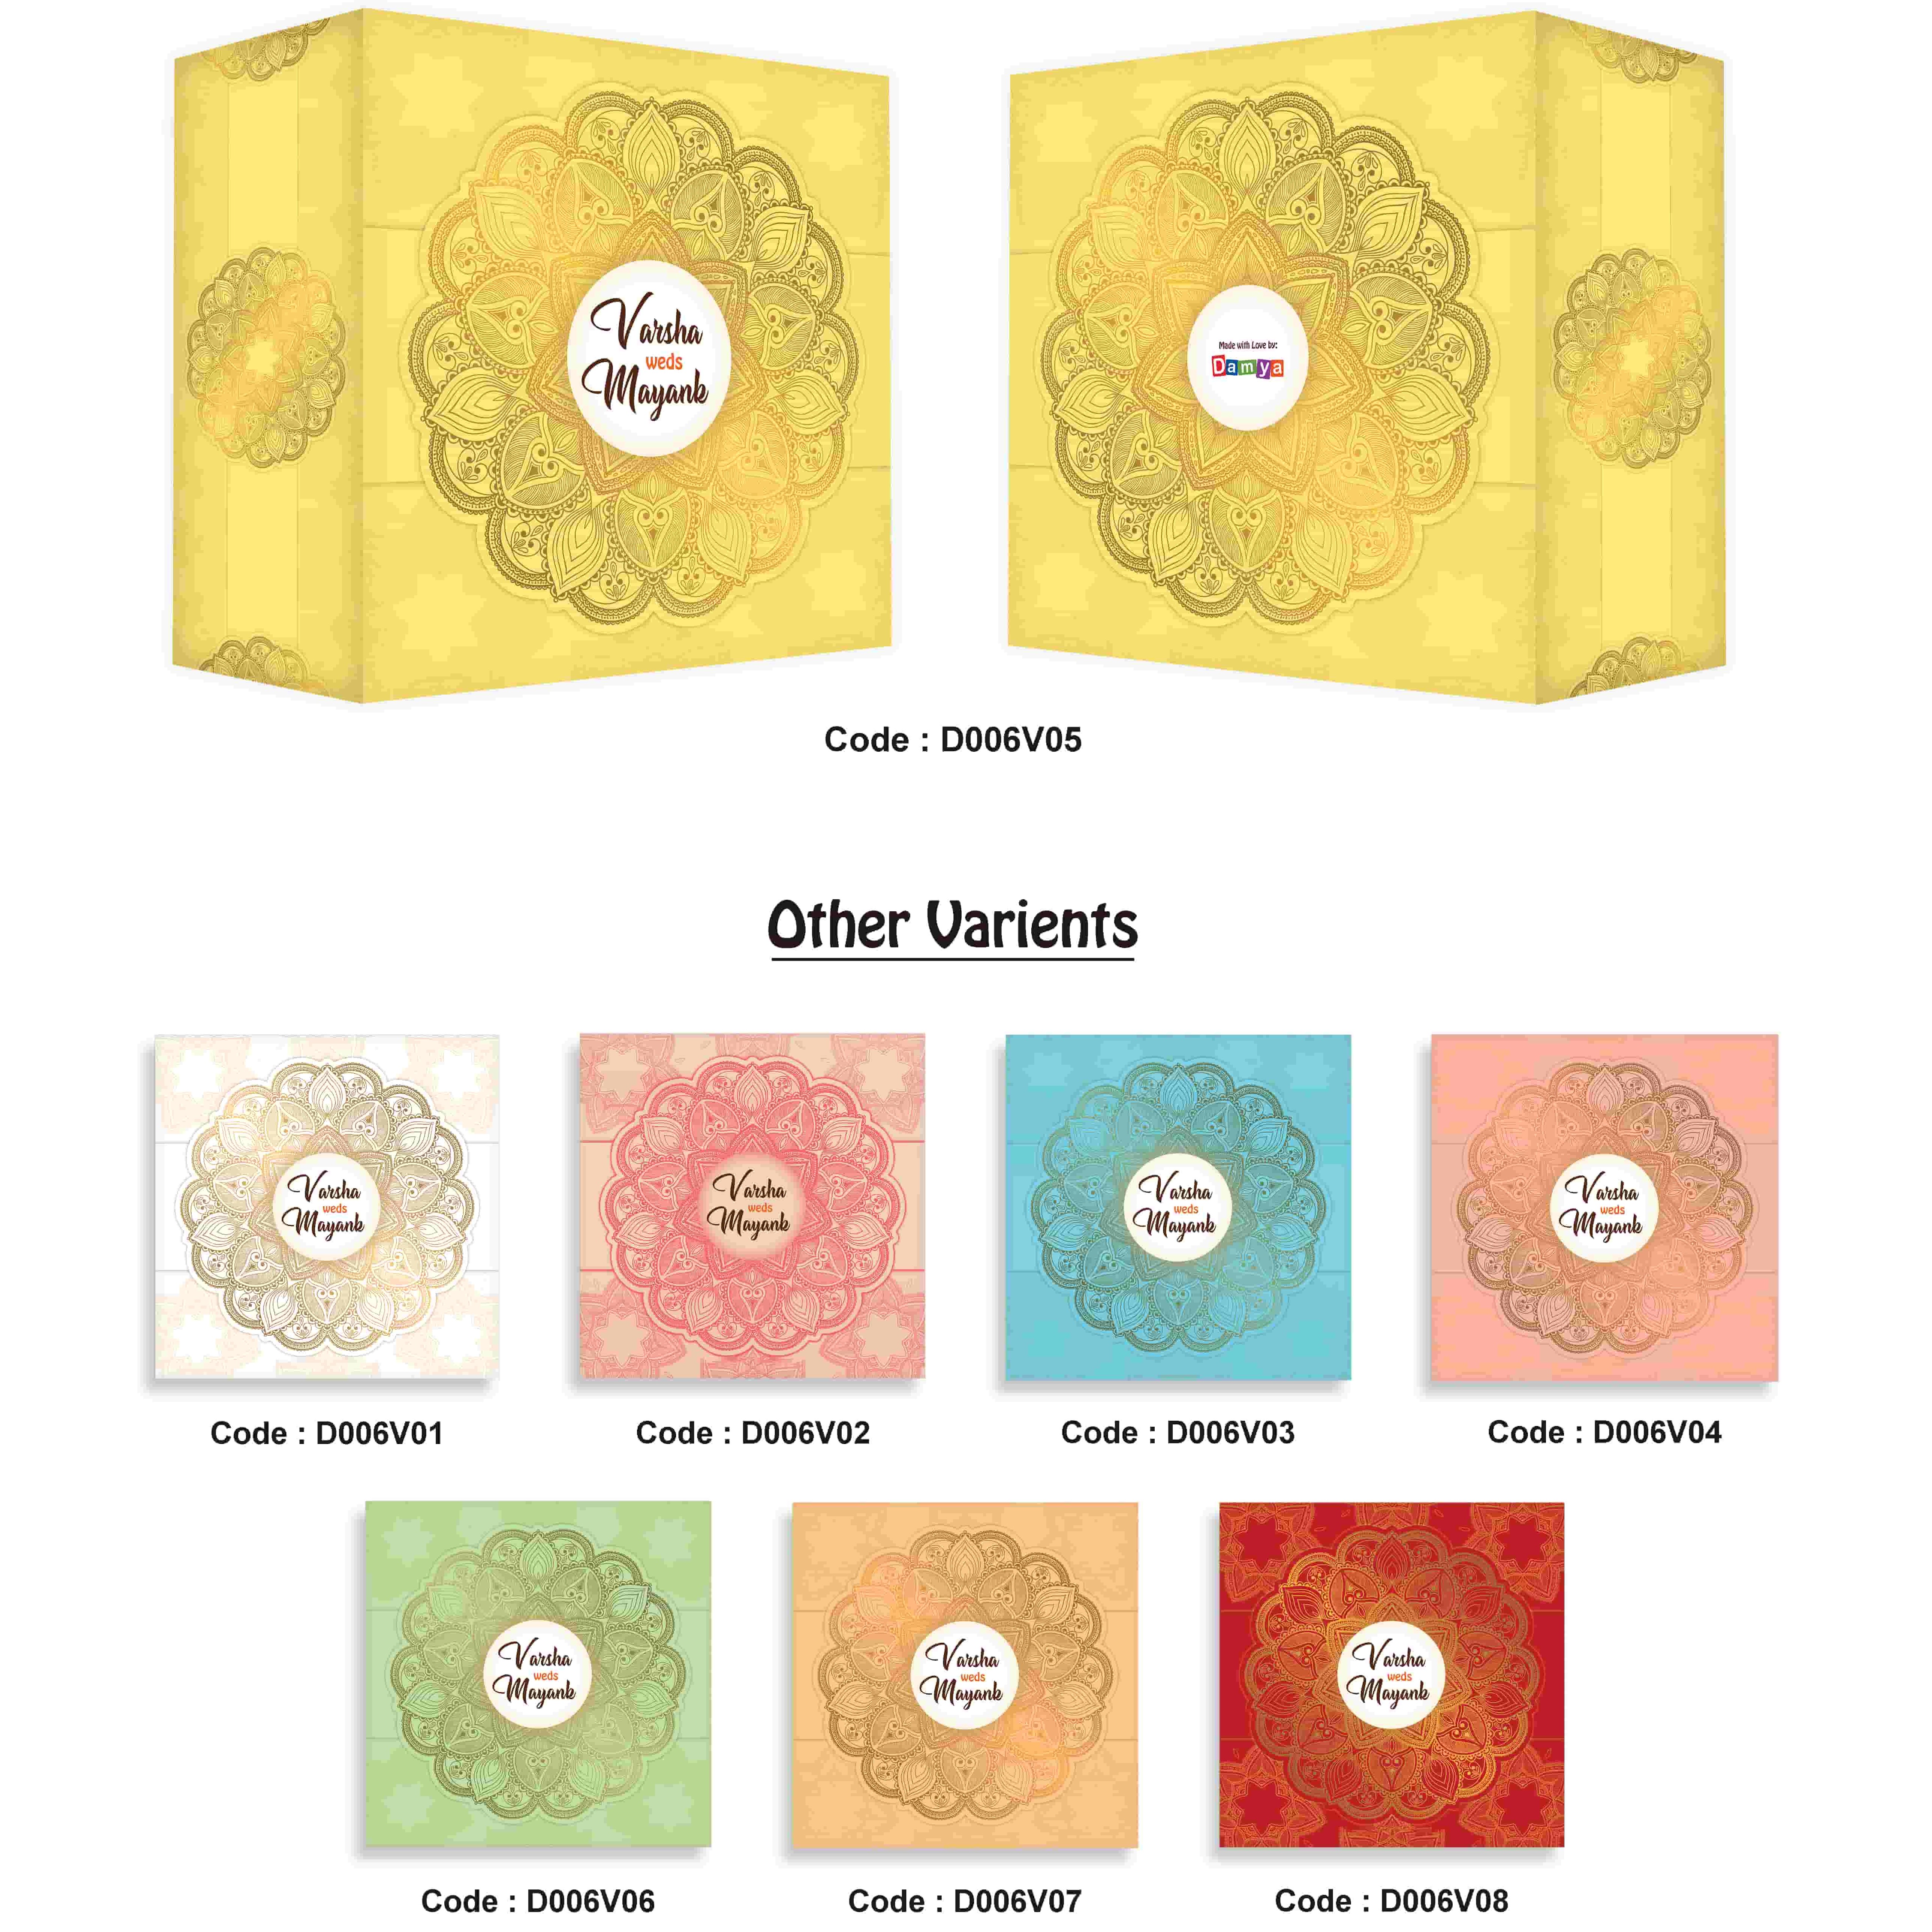 Varsha
weds
Mayank
Made with Love by:
Damya
Code : D006V05
Other Varients
Varsha
weds
Mayank
Varsha
weds
Mayank
Varsha
weds
Mayank
Varsha
weds
Mayank
Code : D006V01
Code : D006V02
Code : D006V03
Code : D006V04
Varsha
weds
Mayank
Varsha
weds
Mayank
Varsha
weds
Mayank
Code : D006V06
Code : D006V07
Code : D006V08